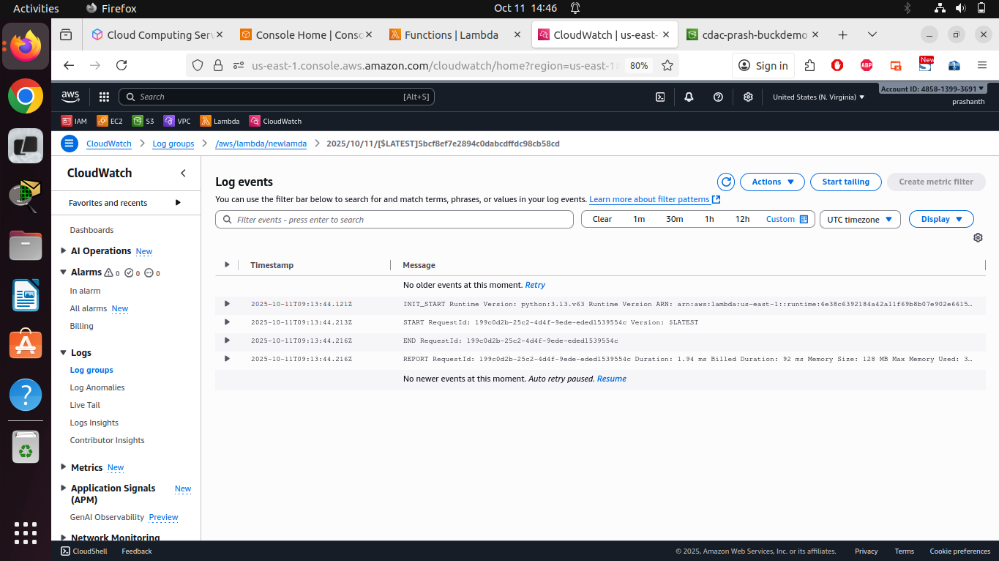 Activities Firefox Oct 11 14:46
Cloud Computing Serv Console Home | Conso Functions | Lambda CloudWatch | us-east- cdac-prash-buckdemo
us-east-1.console.aws.amazon.com/cloudwatch/home?region=us-east-1# 80% Sign in ABP New
aws Search [Alt+S] United States (N. Virginia) Account ID: 4858-1399-3691
prashanth
IAM EC2 S3 VPC Lambda CloudWatch
CloudWatch Log groups /aws/lambda/newlamda 2025/10/11/[$LATEST]5bcf8ef7e2894c0dabcdffdc98cb58cd
CloudWatch
Favorites and recents
Dashboards
AI Operations New
Alarms 0 0 0
In alarm
All alarms New
Billing
Logs
Log groups
Log Anomalies
Live Tail
Logs Insights
Contributor Insights
Metrics New
Application Signals New
(APM)
GenAI Observability Preview
Network Monitoring
Log events
Actions Start tailing Create metric filter
You can use the filter bar below to search for and match terms, phrases, or values in your log events. Learn more about filter patterns
Filter events - press enter to search Clear 1m 30m 1h 12h Custom UTC timezone Display
Timestamp Message
No older events at this moment. Retry
2025-10-11T09:13:44.121Z INIT_START Runtime Version: python:3.13.v63 Runtime Version ARN: arn:aws:lambda:us-east-1::runtime:6e38c6392184a42a11f69b8b07e902e6615…
2025-10-11T09:13:44.213Z START RequestId: 199c0d2b-25c2-4d4f-9ede-eded1539554c Version: $LATEST
2025-10-11T09:13:44.216Z END RequestId: 199c0d2b-25c2-4d4f-9ede-eded1539554c
2025-10-11T09:13:44.216Z REPORT RequestId: 199c0d2b-25c2-4d4f-9ede-eded1539554c Duration: 1.94 ms Billed Duration: 92 ms Memory Size: 128 MB Max Memory Used: 3…
No newer events at this moment. Auto retry paused. Resume
CloudShell Feedback © 2025, Amazon Web Services, Inc. or its affiliates. Privacy Terms Cookie preferences